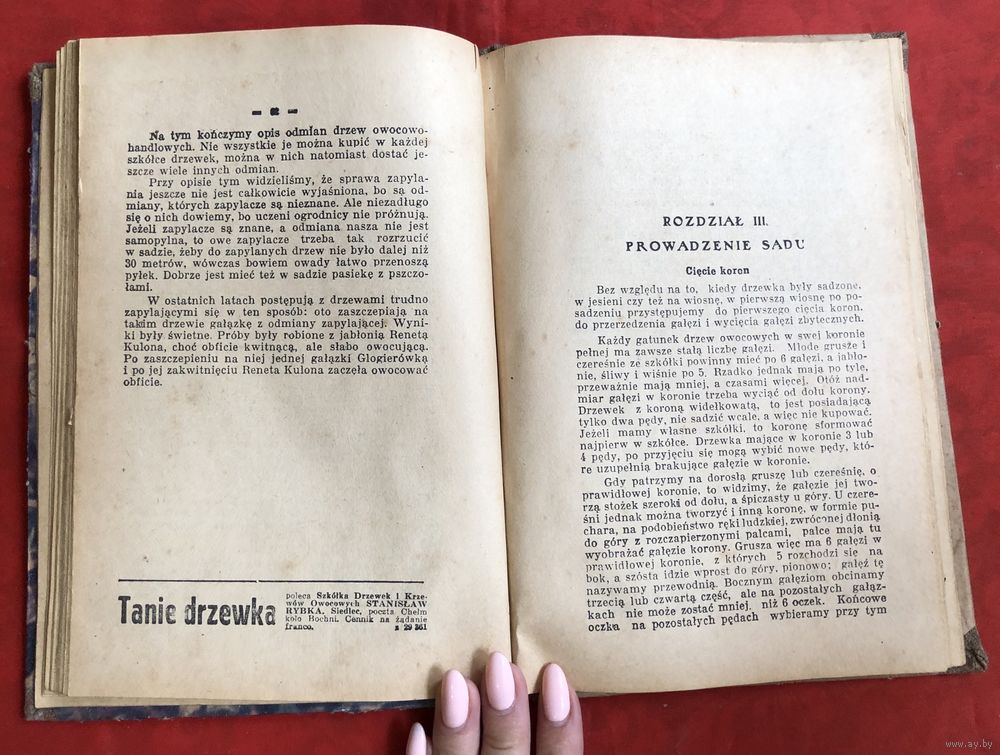 Na tym kończymy opis odmian drzew owocowo-
handlowych. Nie wszystkie je można kupić w każdej
szkółce drzewek, można w nich natomiast dostać je-
szcze wiele innych odmian.
Przy opisie tym widzieliśmy, że sprawa zapyla-
nia jeszcze nie jest całkowicie wyjaśniona, bo są od-
miany, których zapylacze są nieznane. Ale niezadługo
się o nich dowiemy, bo uczeni ogrodnicy nie próżnują.
Jeżeli zapylacze są znane, a odmiana nasza nie jest
samopylna, to owe zapylacze trzeba tak rozrzucić
w sadzie, żeby do zapylanych drzew nie było dalej niż
30 metrów, wówczas bowiem owady łatwo przenoszą
pyłek. Dobrze jest mieć też w sadzie pasiekę z pszczo-
łami.
W ostatnich latach postępują z drzewami trudno
zapylającymi się w ten sposób: oto zaszczepiają na
takim drzewie gałązkę z odmiany zapylającej. Wyni-
ki były świetne. Próby były robione z jabłonią Renetą
Kulona, choć obficie kwitnącą, ale słabo owocującą.
Po zaszczepieniu na niej jednej gałązki Glogierówką
i po jej zakwitnięciu Reneta Kulona zaczęła owocować
obficie.
Tanie drzewka
poleca Szkółka Drzewek i Krze-
wów Owocowych STANISŁAW
RYBKA, Siedlec, poczta Chełm
koło Bochni. Cennik na żądanie
franco. z 29 361
ROZDZIAŁ III.
PROWADZENIE SADU
Cięcie koron
Bez względu na to, kiedy drzewka były sadzone,
w jesieni czy też na wiosnę, w pierwszą wiosnę po po-
sadzeniu przystępujemy do pierwszego cięcia koron,
do przerzedzenia gałęzi i wycięcia gałęzi zbytecznych.
Każdy gatunek drzew owocowych w swej koronie
pełnej ma zawsze stałą liczbę gałęzi. Młode grusze i
czereśnie ze szkółki powinny mieć po 6 gałęzi, a jabło-
nie, śliwy i wiśnie po 5. Rzadko jednak mają po tyle,
przeważnie mają mniej, a czasami więcej. Otóż nad-
miar gałęzi w koronie trzeba wyciąć od dołu korony.
Drzewek z koroną widełkowatą, to jest posiadającą
tylko dwa pędy, nie sadzić wcale, a więc nie kupować.
Jeżeli mamy własne szkółki, to koronę sformować
najpierw w szkółce. Drzewka mające w koronie 3 lub
4 pędy, po przyjęciu się mogą wybić nowe pędy, któ-
re uzupełnią brakujące gałęzie w koronie.
Gdy patrzymy na dorosłą gruszę lub czereśnię, o
prawidłowej koronie, to widzimy, że gałęzie jej two-
rzą stożek szeroki od dołu, a śpiczasty u góry. U czere-
śni jednak można tworzyć i inną koronę, w formie pu-
chara, na podobieństwo ręki ludzkiej, zwróconej dłonią
do góry z rozczapierzonymi palcami, palce mają tu
wyobrażać gałęzie korony. Grusza więc ma 6 gałęzi w
prawidłowej koronie, z których 5 rozchodzi się na
bok, a szósta idzie wprost do góry, pionowo; gałęź tę
nazywamy przewodnią. Bocznym gałęziom obcinamy
trzecią lub czwartą część, ale na pozostałych gałąz-
kach nie może zostać mniej, niż 6 oczek. Końcowe
oczka na pozostałych pędach wybieramy przy tym
www.ay.by